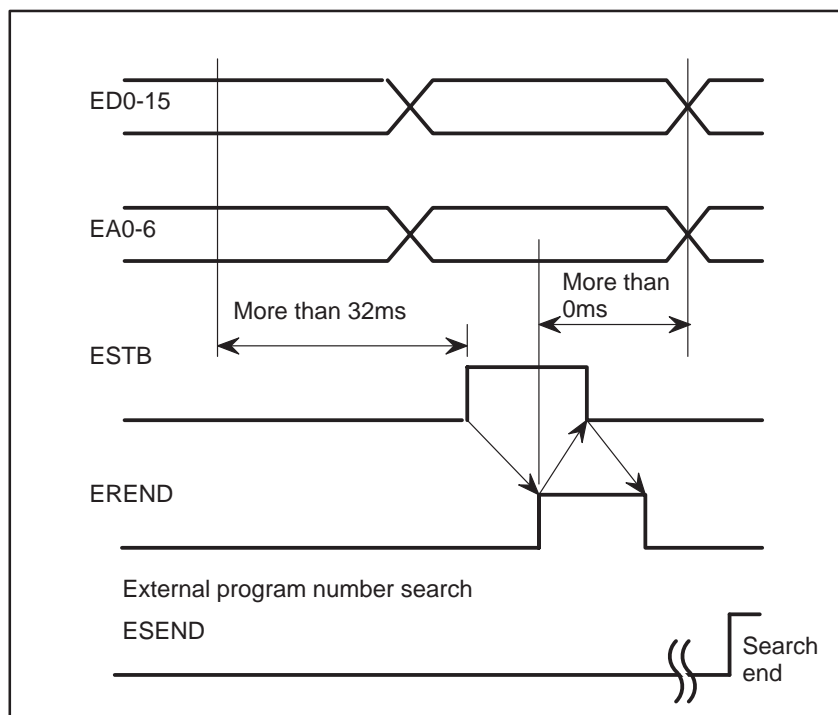 ED0-15
EA0-6
More than
0ms
More than 32ms
ESTB
EREND
External program number search
ESEND
Search
end